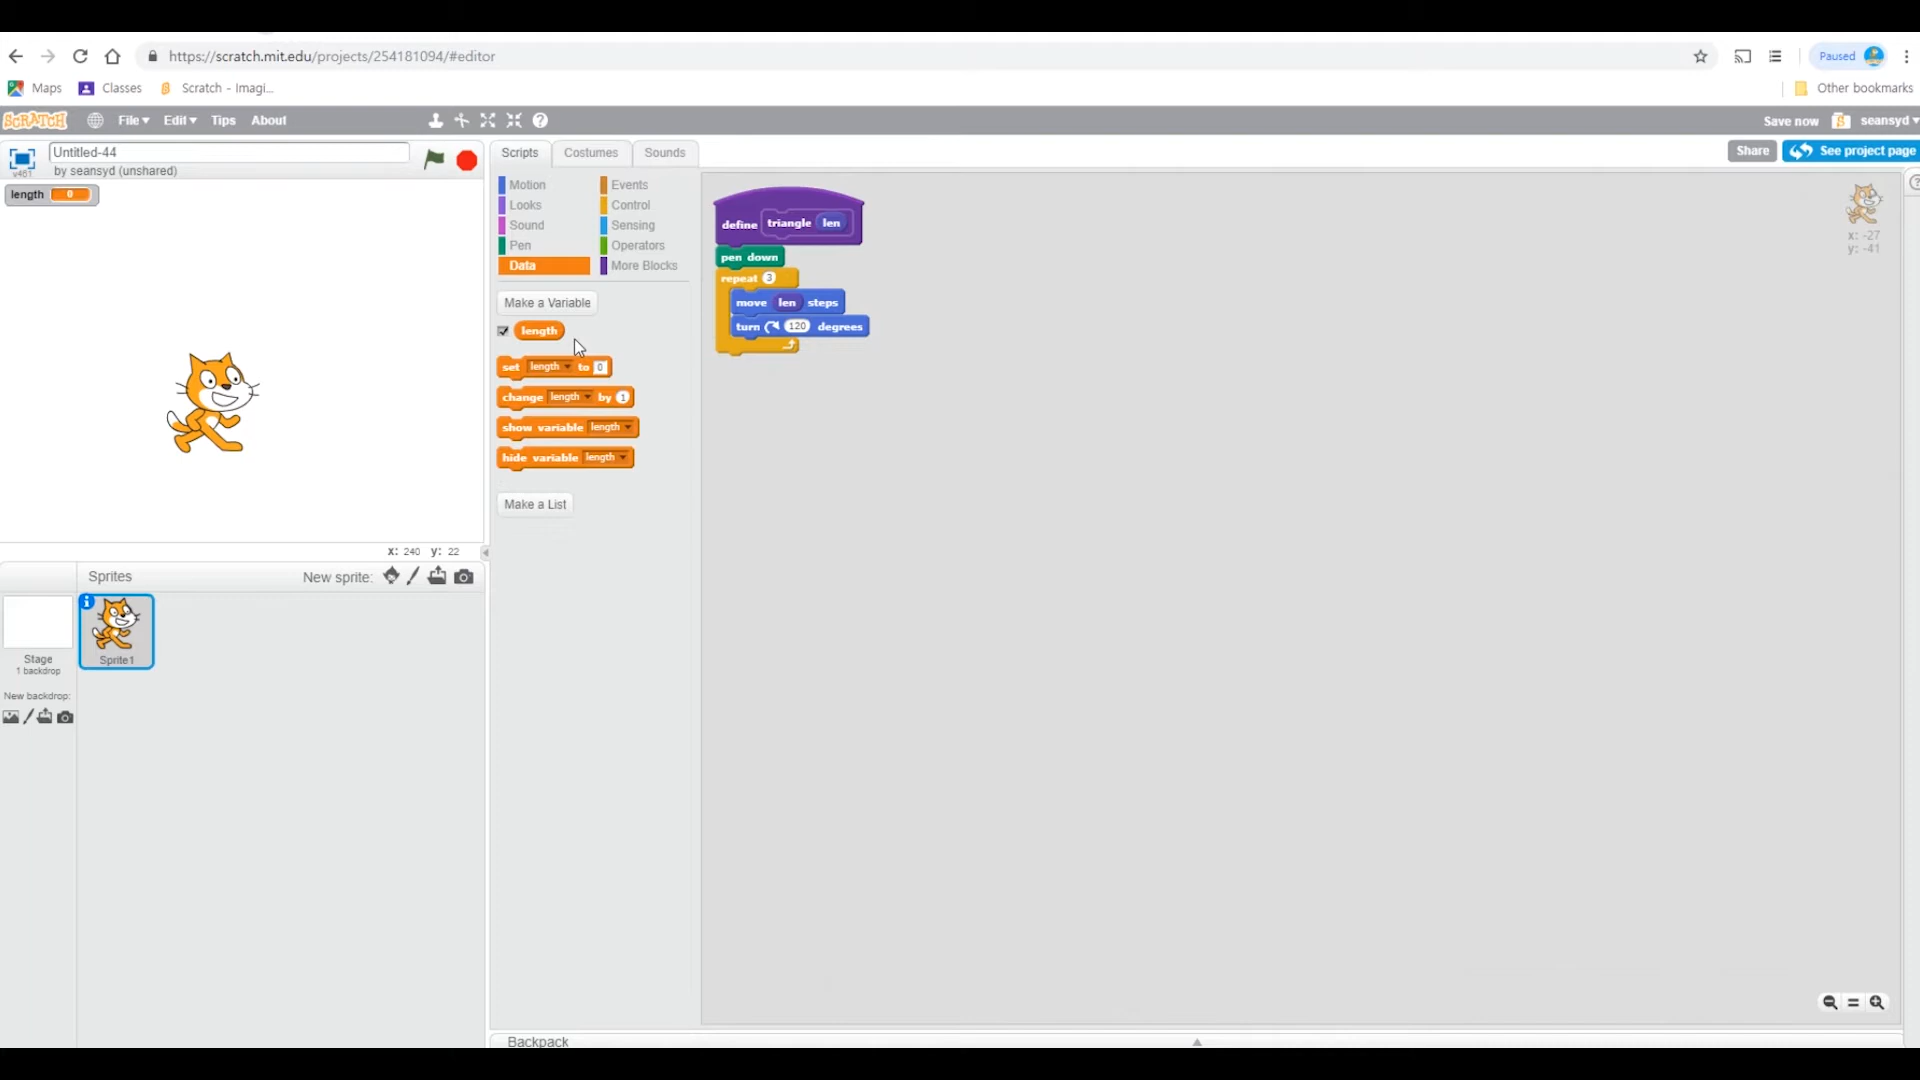 https://scratch.mit.edu/projects/254181094/#editor
Paused
Maps
Classes
Scratch - Imagi...
Other bookmarks
SCRATCH
File
Edit
Tips
About
Save now
seansyd
Untitled-44
by seansyd (unshared)
v461
Scripts
Costumes
Sounds
Share
See project page
length 0
Motion
Events
Looks
Control
Sound
Sensing
Pen
Operators
Data
More Blocks
Make a Variable
length
set length to 0
change length by 1
show variable length
hide variable length
Make a List
define triangle len
pen down
repeat 3
move len steps
turn 120 degrees
x: -27
y: -41
x: 240 y: 22
Sprites
New sprite:
Stage
1 backdrop
New backdrop:
Sprite1
Backpack